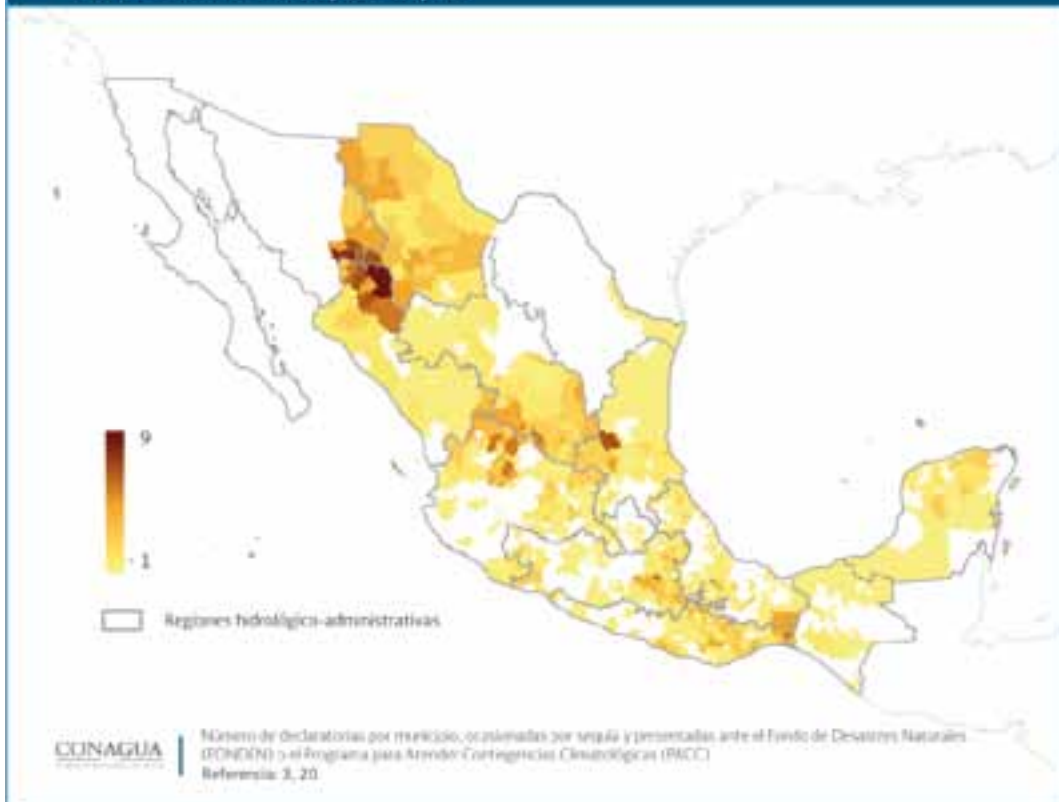 9
1
Regiones hidrológico-administrativas
CONAGUA
Número de declaratorias por municipio, ocasionadas por sequía y presentadas ante el Fondo de Desastres Naturales
(FONDEN) o el Programa para Atender Contingencias Climatológicas (PACC)
Referencia: 3, 20.